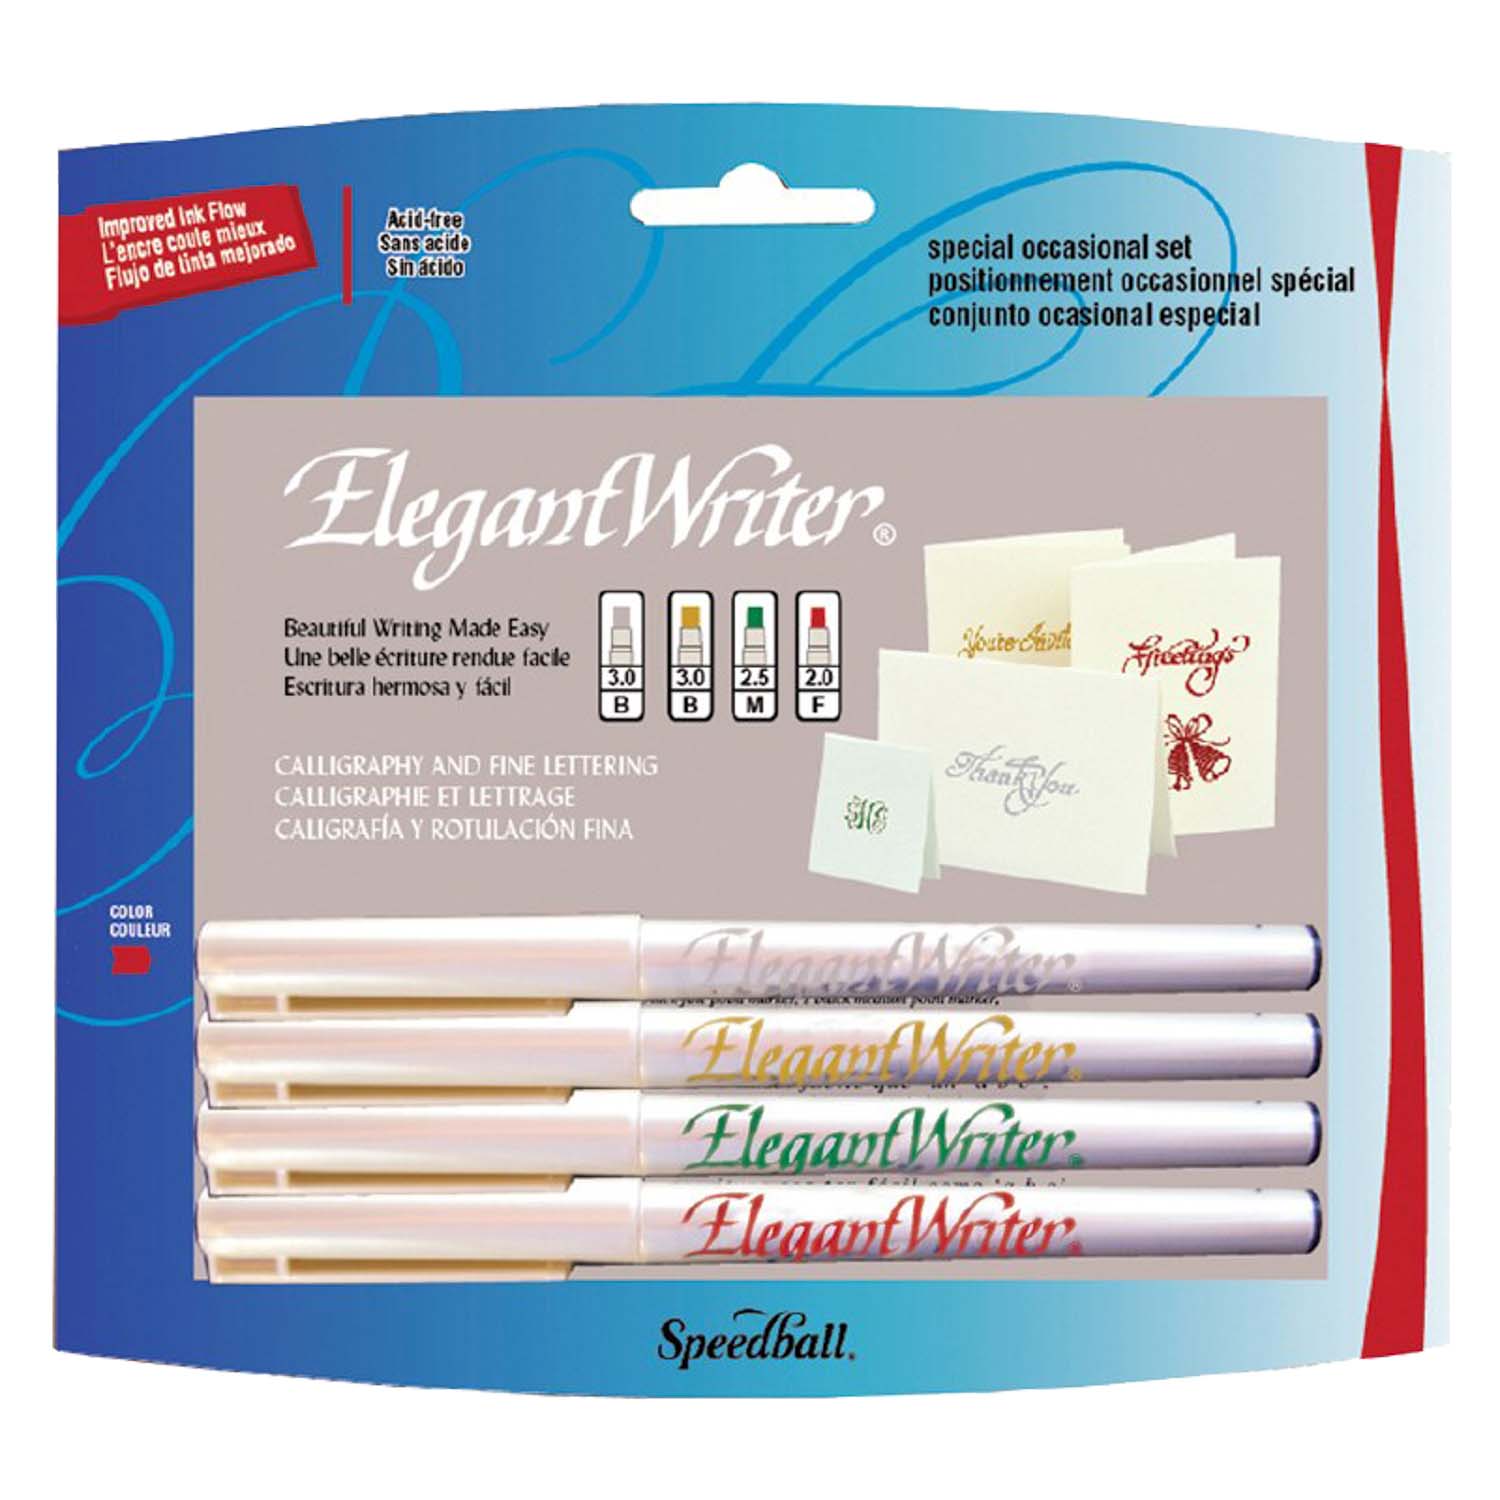 Improved Ink Flow
L'encre coule mieux
Flujo de tinta mejorado
Acid-free
Sans acide
Sin ácido
special occasional set
positionnement occasionnel spécial
conjunto ocasional especial
ElegantWriter®
Beautiful Writing Made Easy
Une belle écriture rendue facile
Escritura hermosa y fácil
3.0 3.0 2.5 2.0
B B M F
CALLIGRAPHY AND FINE LETTERING
CALLIGRAPHIE ET LETTRAGE
CALIGRAFÍA Y ROTULACIÓN FINA
Greetings
Thank You
COLOR
COULEUR
ElegantWriter®
ElegantWriter®
ElegantWriter®
ElegantWriter®
Speedball®